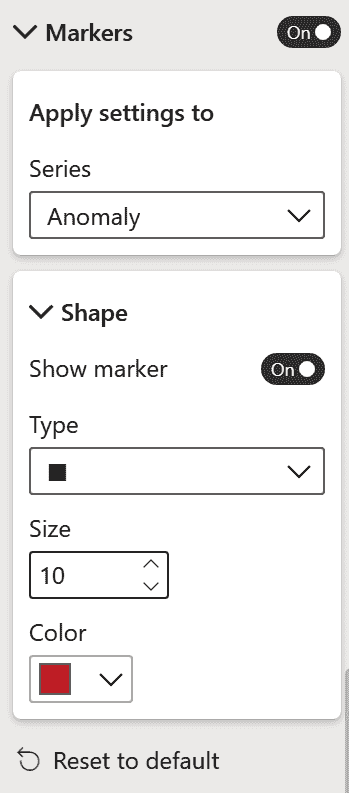 Markers
On
Apply settings to
Series
Anomaly
Shape
Show marker
On
Type
Size
10
Color
Reset to default